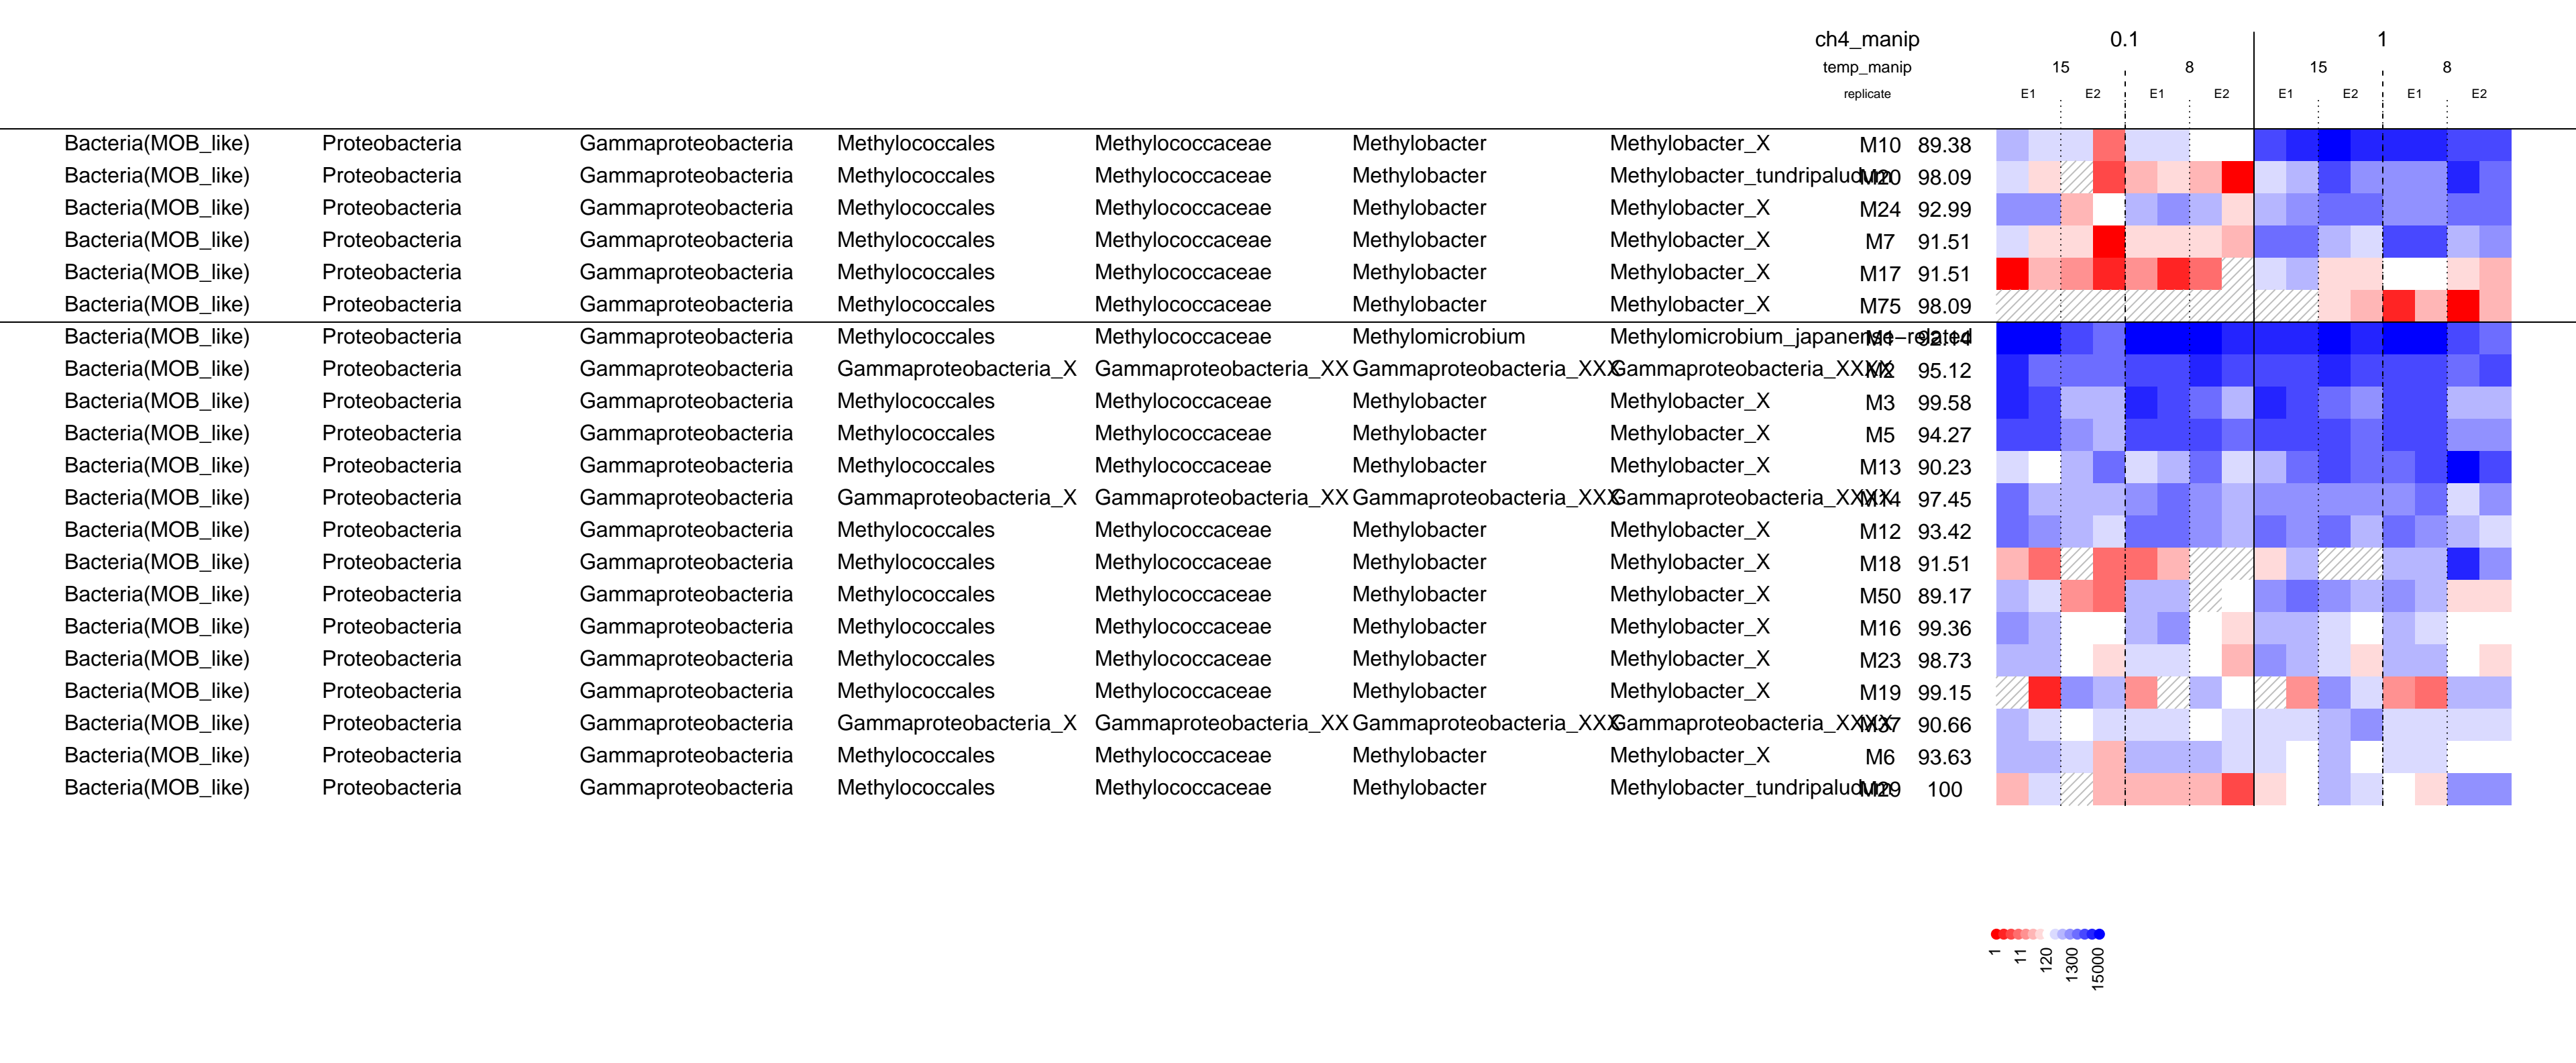 ch4_manip 0.1 1
temp_manip 15 8 15 8
replicate E1 E2 E1 E2 E1 E2 E1 E2
Bacteria(MOB_like) Proteobacteria Gammaproteobacteria Methylococcales Methylococcaceae Methylobacter Methylobacter_X M10 89.38
Bacteria(MOB_like) Proteobacteria Gammaproteobacteria Methylococcales Methylococcaceae Methylobacter Methylobacter_tundripaludum M20 98.09
Bacteria(MOB_like) Proteobacteria Gammaproteobacteria Methylococcales Methylococcaceae Methylobacter Methylobacter_X M24 92.99
Bacteria(MOB_like) Proteobacteria Gammaproteobacteria Methylococcales Methylococcaceae Methylobacter Methylobacter_X M7 91.51
Bacteria(MOB_like) Proteobacteria Gammaproteobacteria Methylococcales Methylococcaceae Methylobacter Methylobacter_X M17 91.51
Bacteria(MOB_like) Proteobacteria Gammaproteobacteria Methylococcales Methylococcaceae Methylobacter Methylobacter_X M75 98.09
Bacteria(MOB_like) Proteobacteria Gammaproteobacteria Methylococcales Methylococcaceae Methylomicrobium Methylomicrobium_japanense−related M1 92.14
Bacteria(MOB_like) Proteobacteria Gammaproteobacteria Gammaproteobacteria_X Gammaproteobacteria_XX Gammaproteobacteria_XXX Gammaproteobacteria_XXXX M2 95.12
Bacteria(MOB_like) Proteobacteria Gammaproteobacteria Methylococcales Methylococcaceae Methylobacter Methylobacter_X M3 99.58
Bacteria(MOB_like) Proteobacteria Gammaproteobacteria Methylococcales Methylococcaceae Methylobacter Methylobacter_X M5 94.27
Bacteria(MOB_like) Proteobacteria Gammaproteobacteria Methylococcales Methylococcaceae Methylobacter Methylobacter_X M13 90.23
Bacteria(MOB_like) Proteobacteria Gammaproteobacteria Gammaproteobacteria_X Gammaproteobacteria_XX Gammaproteobacteria_XXX Gammaproteobacteria_XXXX M14 97.45
Bacteria(MOB_like) Proteobacteria Gammaproteobacteria Methylococcales Methylococcaceae Methylobacter Methylobacter_X M12 93.42
Bacteria(MOB_like) Proteobacteria Gammaproteobacteria Methylococcales Methylococcaceae Methylobacter Methylobacter_X M18 91.51
Bacteria(MOB_like) Proteobacteria Gammaproteobacteria Methylococcales Methylococcaceae Methylobacter Methylobacter_X M50 89.17
Bacteria(MOB_like) Proteobacteria Gammaproteobacteria Methylococcales Methylococcaceae Methylobacter Methylobacter_X M16 99.36
Bacteria(MOB_like) Proteobacteria Gammaproteobacteria Methylococcales Methylococcaceae Methylobacter Methylobacter_X M23 98.73
Bacteria(MOB_like) Proteobacteria Gammaproteobacteria Methylococcales Methylococcaceae Methylobacter Methylobacter_X M19 99.15
Bacteria(MOB_like) Proteobacteria Gammaproteobacteria Gammaproteobacteria_X Gammaproteobacteria_XX Gammaproteobacteria_XXX Gammaproteobacteria_XXXX M37 90.66
Bacteria(MOB_like) Proteobacteria Gammaproteobacteria Methylococcales Methylococcaceae Methylobacter Methylobacter_X M6 93.63
Bacteria(MOB_like) Proteobacteria Gammaproteobacteria Methylococcales Methylococcaceae Methylobacter Methylobacter_tundripaludum M29 100
1 11 120 1300 15000